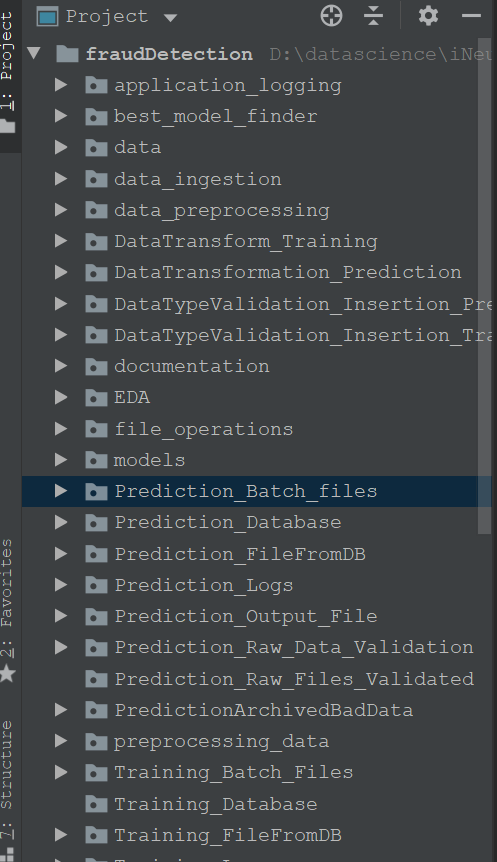 Project
fraudDetection D:\datascience\iNeu
application_logging
best_model_finder
data
data_ingestion
data_preprocessing
DataTransform_Training
DataTransformation_Prediction
DataTypeValidation_Insertion_Pre
DataTypeValidation_Insertion_Tra
documentation
EDA
file_operations
models
Prediction_Batch_files
Prediction_Database
Prediction_FileFromDB
Prediction_Logs
Prediction_Output_File
Prediction_Raw_Data_Validation
Prediction_Raw_Files_Validated
PredictionArchivedBadData
preprocessing_data
Training_Batch_Files
Training_Database
Training_FileFromDB
1: Project
2: Favorites
7: Structure